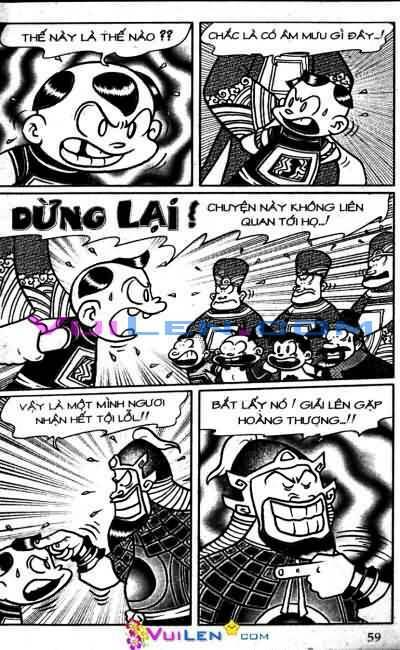 THẾ NÀY LÀ THẾ NÀO ??
CHẮC LÀ CÓ ÂM MƯU GÌ ĐÂY...!
DỪNG LẠI !
CHUYỆN NÀY KHÔNG LIÊN
QUAN TỚI HỌ...!
VUILEN.COM
VẬY LÀ MỘT MÌNH NGƯƠI
NHẬN HẾT TỘI LỖI...!!
BẮT LẤY NÓ ! GIẢI LÊN GẶP
HOÀNG THƯỢNG...!!
59
VUILEN.COM